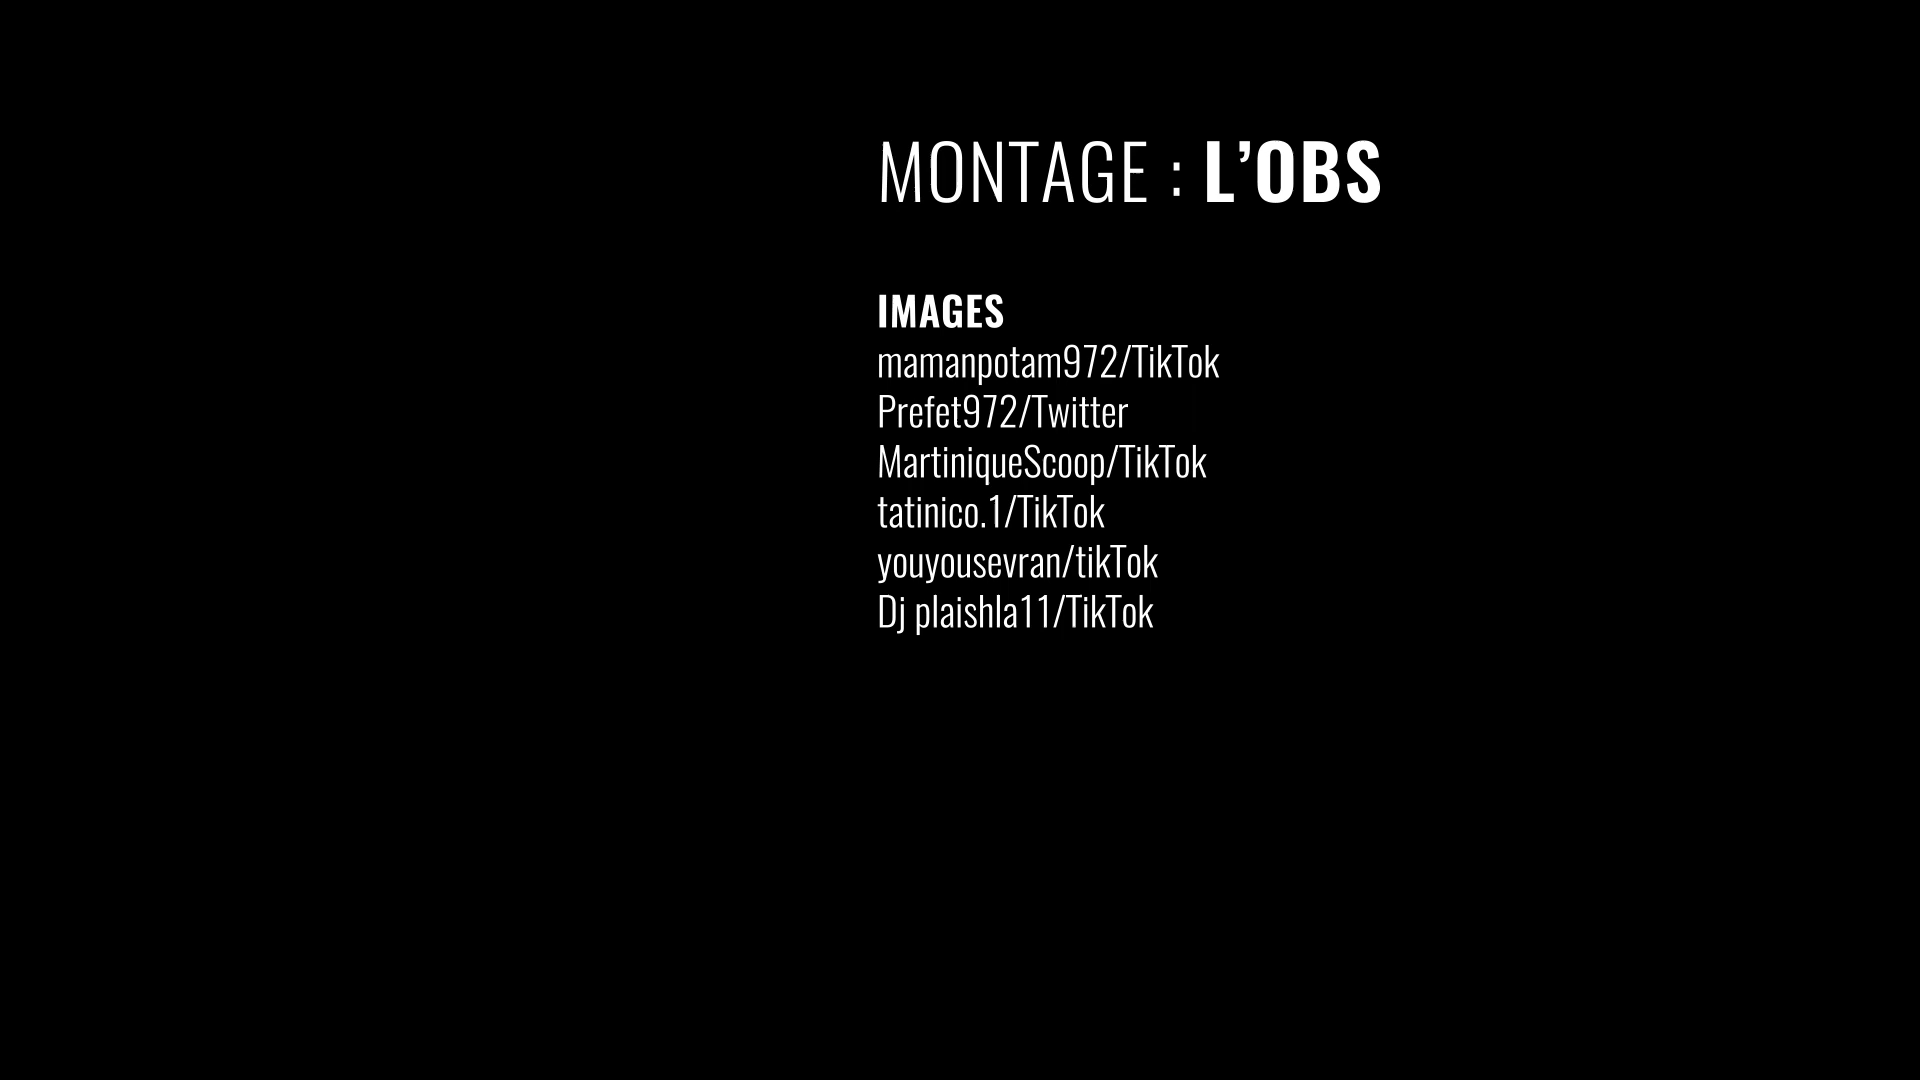 MONTAGE : L’OBS
IMAGES
mamanpotam972/TikTok
Prefet972/Twitter
MartiniqueScoop/TikTok
tatinico.1/TikTok
youyousevran/tikTok
Dj plaishla11/TikTok